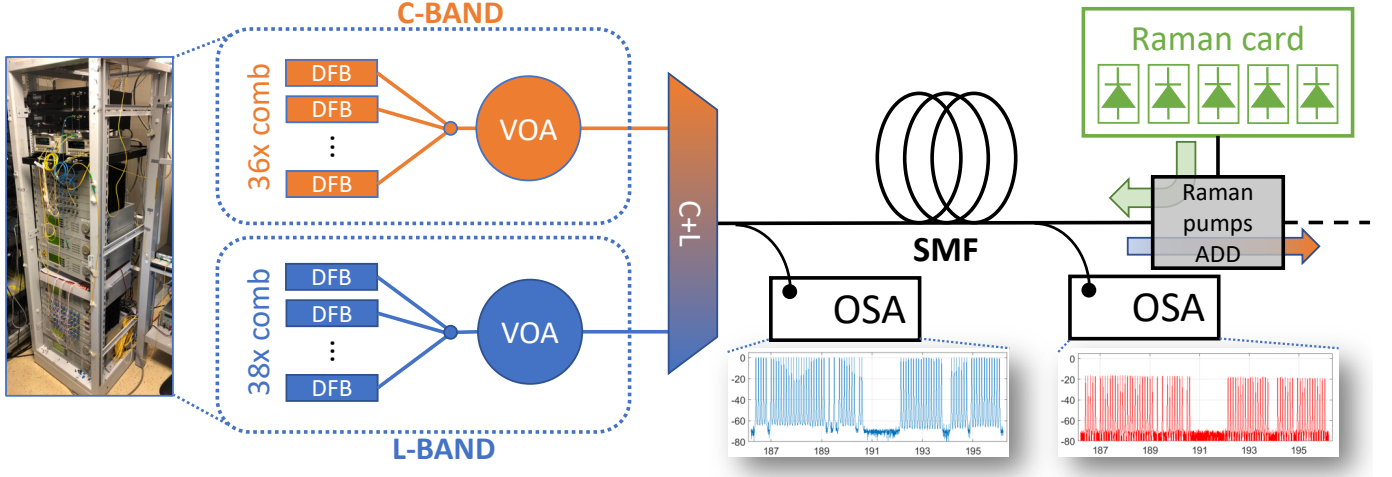 C-BAND
36x comb
DFB
DFB
...
DFB
VOA
38x comb
DFB
DFB
...
DFB
VOA
L-BAND
C+L
SMF
Raman card
Raman
pumps
ADD
OSA
OSA
0
-20
-40
-60
-80
187
189
191
193
195
0
-20
-40
-60
-80
187
189
191
193
195